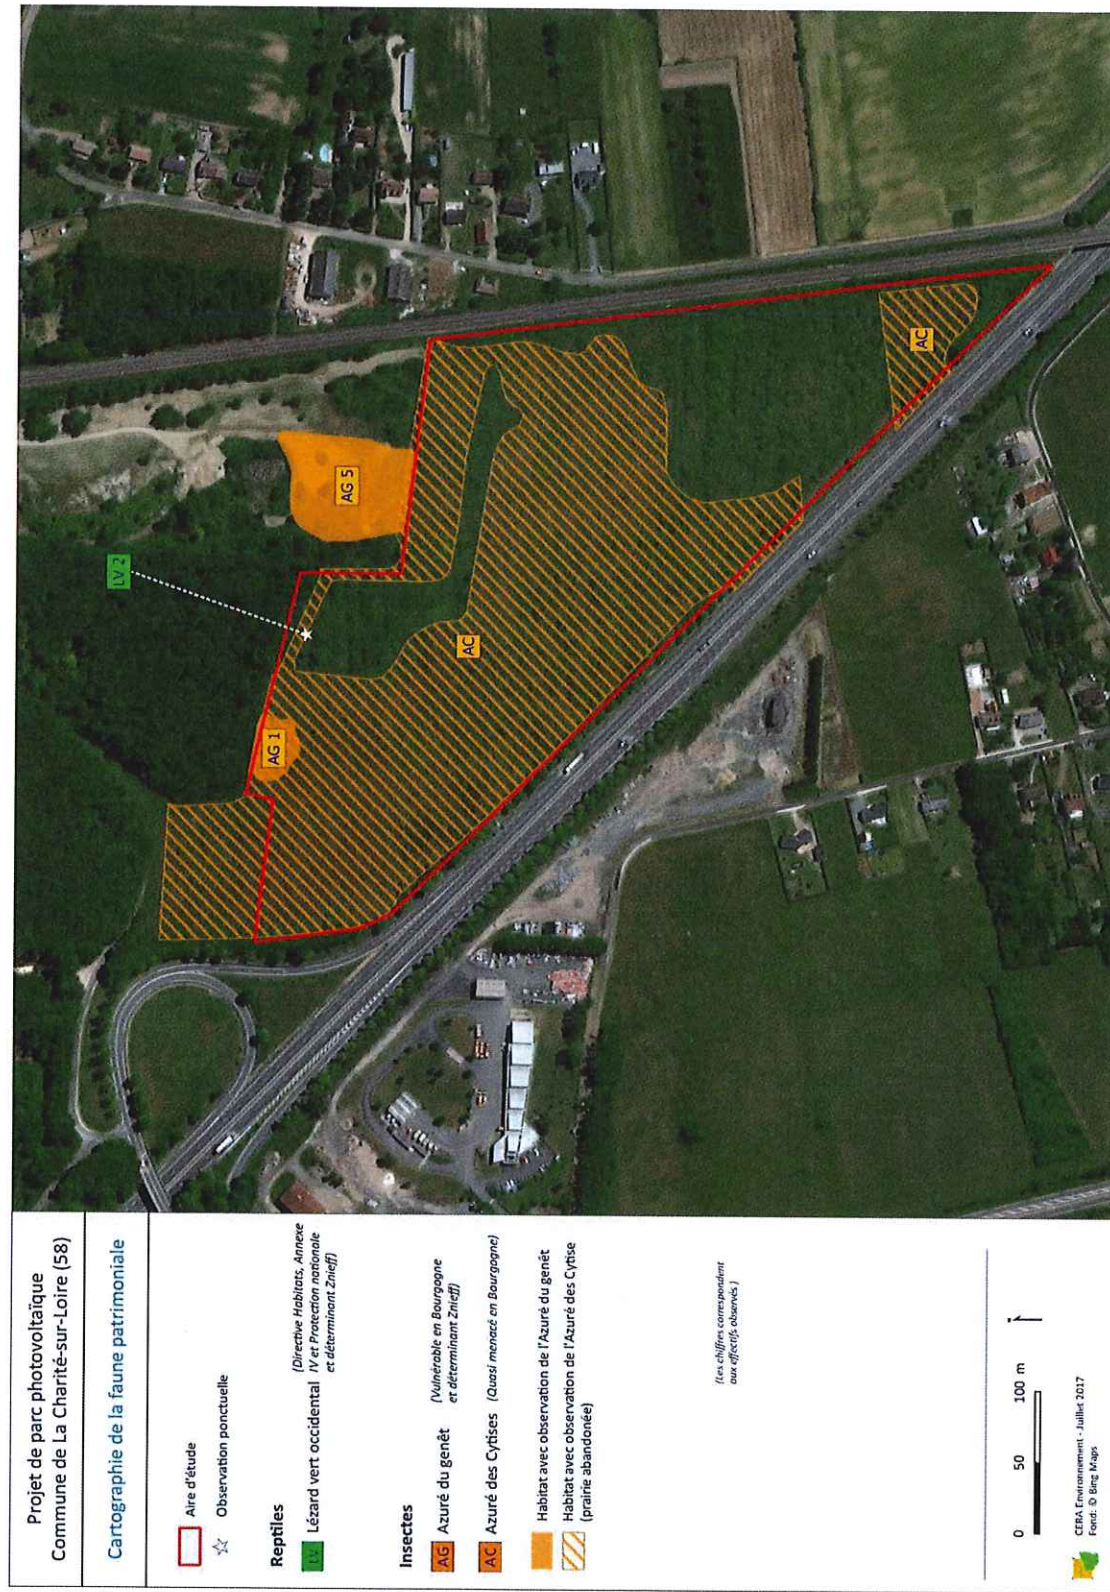 Projet de parc photovoltaïque
Commune de La Charité-sur-Loire (58)
Cartographie de la faune patrimoniale
Aire d'étude
Observation ponctuelle
Reptiles
LV Lézard vert occidental (Directive Habitats, Annexe
IV et Protection nationale
et déterminant Znieff)
Insectes
AG Azuré du genêt (Vulnérable en Bourgogne
et déterminant Znieff)
AC Azuré des Cytises (Quasi menacé en Bourgogne)
Habitat avec observation de l'Azuré du genêt
Habitat avec observation de l'Azuré des Cytise
(prairie abandonée)
(Les chiffres correspondent
aux effectifs observés )
0 50 100 m
CERA Environnement - Juillet 2017
Fond: © Bing Maps
LV 2
AG 5
AG 1
AC
AC